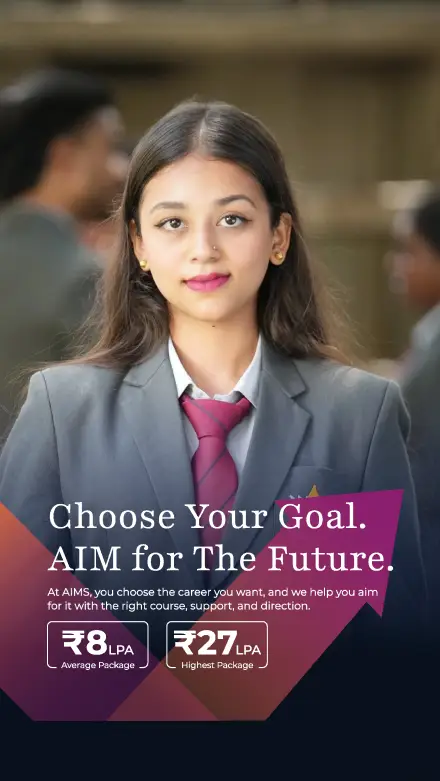 Choose Your Goal.
AIM for The Future.
At AIMS, you choose the career you want, and we help you aim
for it with the right course, support, and direction.
₹8LPA
Average Package
₹27LPA
Highest Package